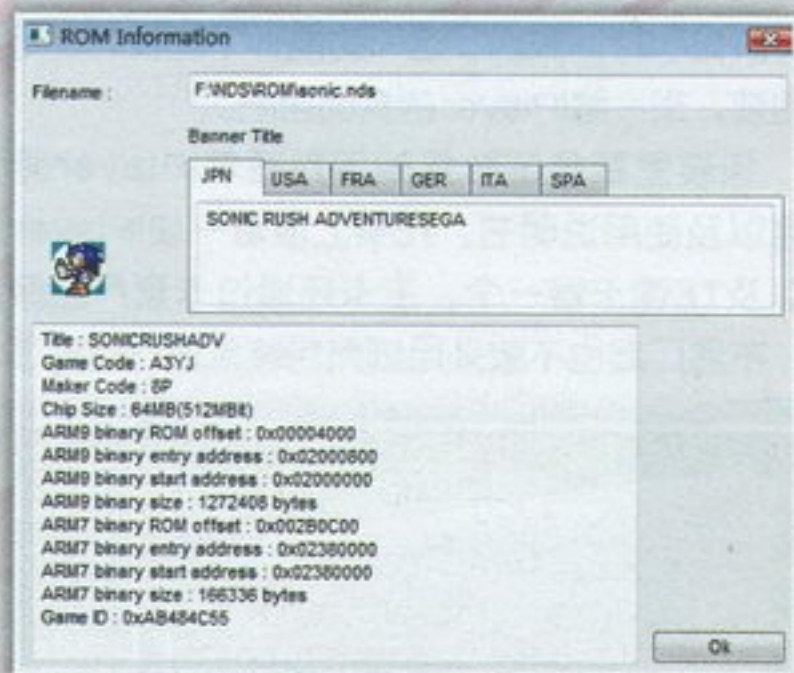 ROM Information
Filename :
F:\NDS\ROM\sonic.nds
Banner Title
JPN USA FRA GER ITA SPA
SONIC RUSH ADVENTURESEGA
Title : SONICRUSHADV
Game Code : A3YJ
Maker Code : 8P
Chip Size : 64MB(512MBit)
ARM9 binary ROM offset : 0x00004000
ARM9 binary entry address : 0x02000800
ARM9 binary start address : 0x02000000
ARM9 binary size : 1272408 bytes
ARM7 binary ROM offset : 0x002B0C00
ARM7 binary entry address : 0x02380000
ARM7 binary start address : 0x02380000
ARM7 binary size : 166336 bytes
Game ID : 0xAB484C55
Ok